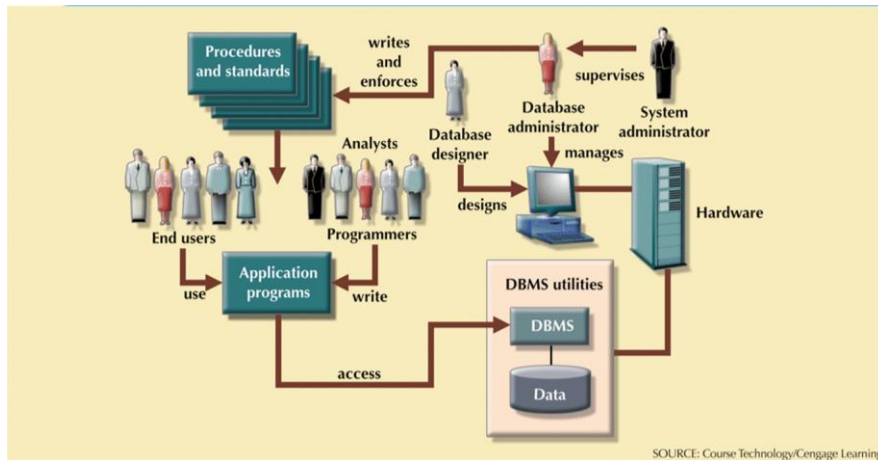 Procedures
and standards
writes
and
enforces
supervises
System
administrator
Database
administrator
Database
designer
manages
designs
Hardware
Analysts
End users
Programmers
use
Application
programs
write
access
DBMS utilities
DBMS
Data
SOURCE: Course Technology/Cengage Learning